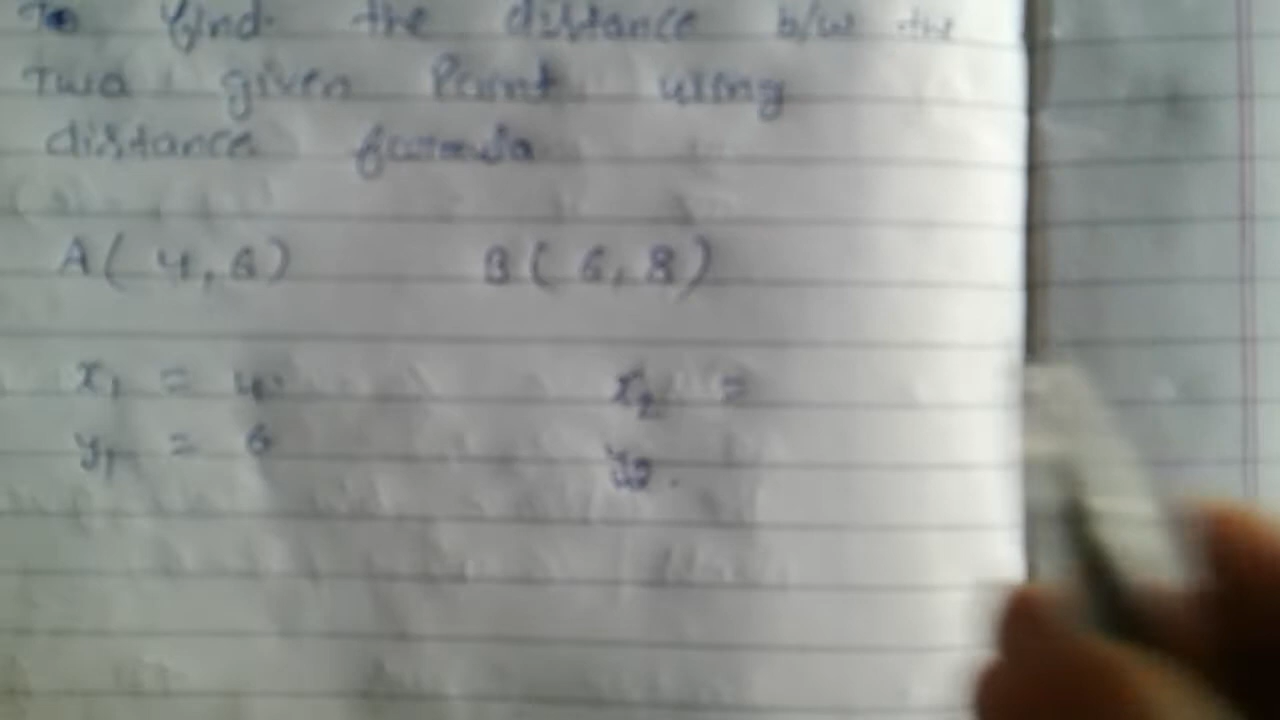 To find the distance b/w the
Two given Point using
distance formula
A( 4, 6) B( 6, 8)
x₁ = 4 x₂ =
y₁ = 6 y₂